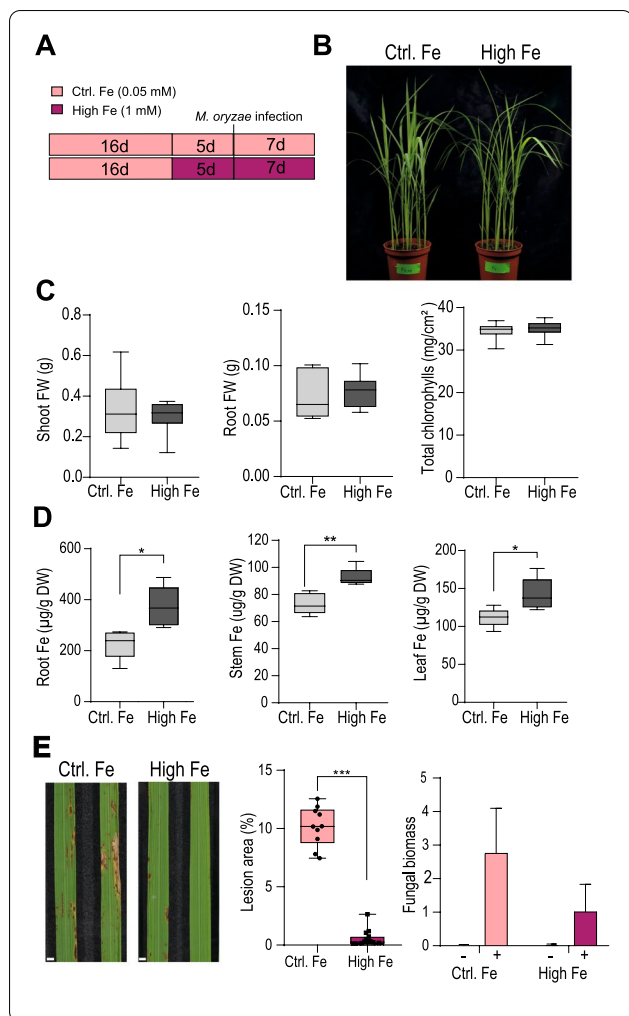 A
Ctrl. Fe (0.05 mM)
High Fe (1 mM)
M. oryzae infection
16d 5d 7d
16d 5d 7d
B
Ctrl. Fe High Fe
C
Shoot FW (g)
0.8
0.6
0.4
0.2
0.0
Ctrl. Fe High Fe
Root FW (g)
0.15
0.10
0.05
0.00
Ctrl. Fe High Fe
Total chlorophylls (mg/cm²)
40
30
20
10
0
Ctrl. Fe High Fe
D
Root Fe (µg/g DW)
600
400
200
0
*
Ctrl. Fe High Fe
Stem Fe (ug/g DW)
120
100
80
60
40
20
0
**
Ctrl. Fe High Fe
Leaf Fe (µg/g DW)
200
150
100
50
0
*
Ctrl. Fe High Fe
E
Ctrl. Fe High Fe
Lesion area (%)
15
10
5
0
***
Ctrl. Fe High Fe
Fungal biomass
5
4
3
2
1
0
- + - +
Ctrl. Fe High Fe